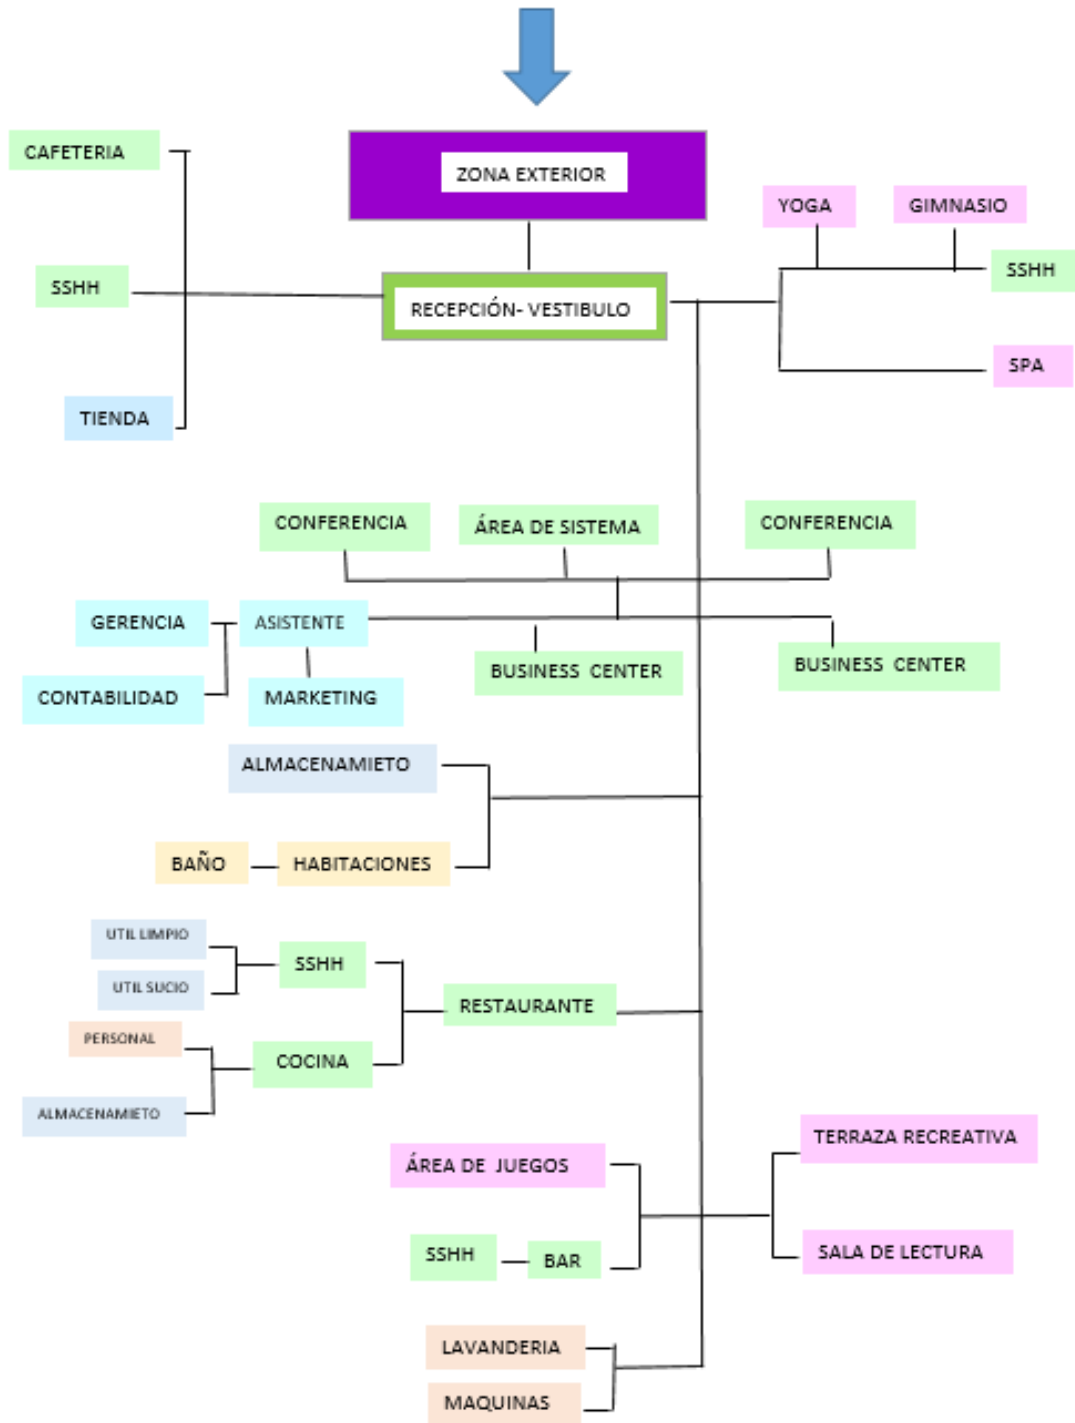 ZONA EXTERIOR
CAFETERIA
YOGA
GIMNASIO
SSHH
SSHH
RECEPCIÓN- VESTIBULO
SPA
TIENDA
CONFERENCIA
ÁREA DE SISTEMA
CONFERENCIA
GERENCIA
ASISTENTE
BUSINESS CENTER
BUSINESS CENTER
CONTABILIDAD
MARKETING
ALMACENAMIETO
BAÑO
HABITACIONES
UTIL LIMPIO
SSHH
UTIL SUCIO
RESTAURANTE
PERSONAL
COCINA
ALMACENAMIETO
TERRAZA RECREATIVA
ÁREA DE JUEGOS
SSHH
BAR
SALA DE LECTURA
LAVANDERIA
MAQUINAS